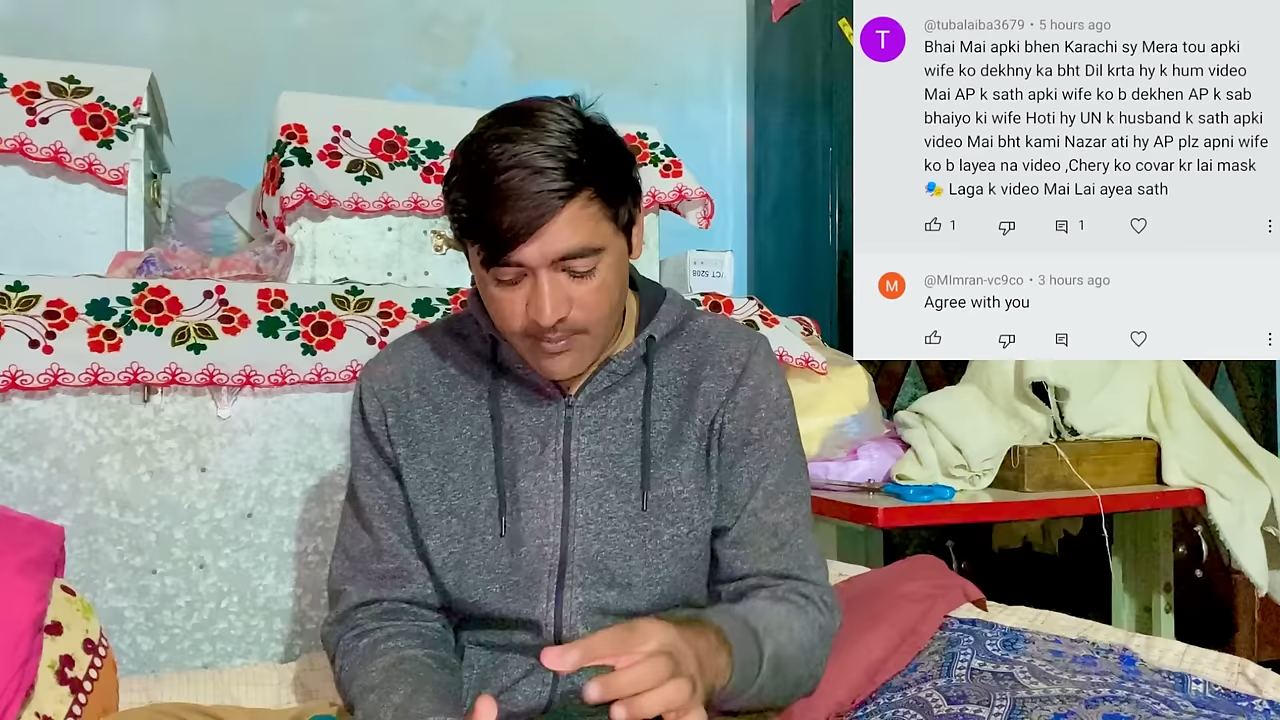 @tubalaiba3679 • 5 hours ago
T
Bhai Mai apki bhen Karachi sy Mera tou apki
wife ko dekhny ka bht Dil krta hy k hum video
Mai AP k sath apki wife ko b dekhen AP k sab
bhaiyo ki wife Hoti hy UN k husband k sath apki
video Mai bht kami Nazar ati hy AP plz apni wife
ko b layea na video ,Chery ko covar kr lai mask
🎭 Laga k video Mai Lai ayea sath
1 1
@MImran-vc9co • 3 hours ago
M
Agree with you
VCT 5208